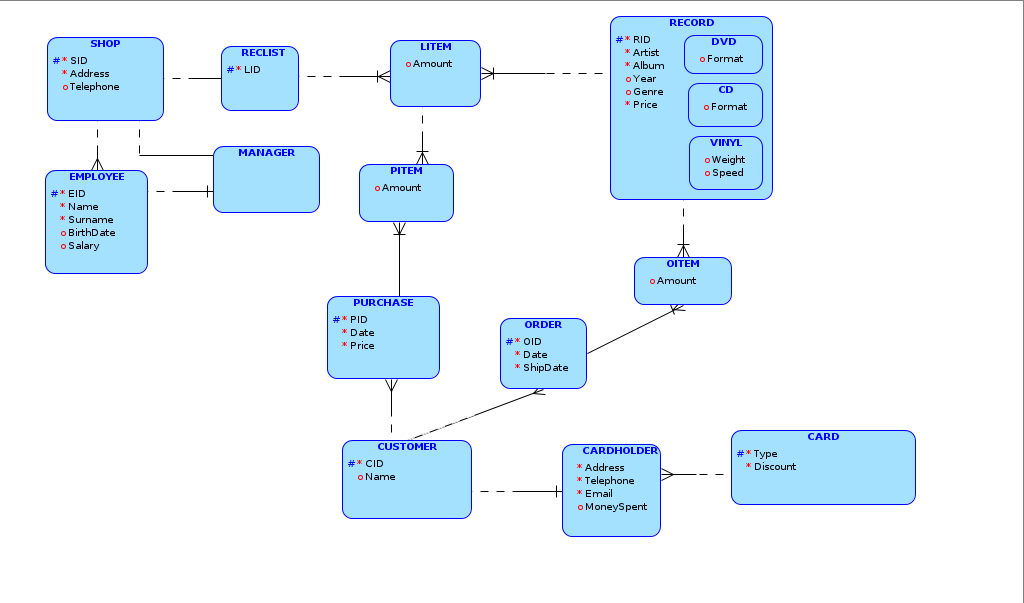 SHOP
#* SID
* Address
o Telephone
RECLIST
#* LID
LITEM
o Amount
RECORD
#* RID
* Artist
* Album
o Year
o Genre
* Price
DVD
o Format
CD
o Format
VINYL
o Weight
o Speed
MANAGER
EMPLOYEE
#* EID
* Name
* Surname
o BirthDate
o Salary
PITEM
o Amount
OITEM
o Amount
PURCHASE
#* PID
* Date
* Price
ORDER
#* OID
* Date
* ShipDate
CUSTOMER
#* CID
o Name
CARDHOLDER
* Address
* Telephone
* Email
o MoneySpent
CARD
#* Type
* Discount